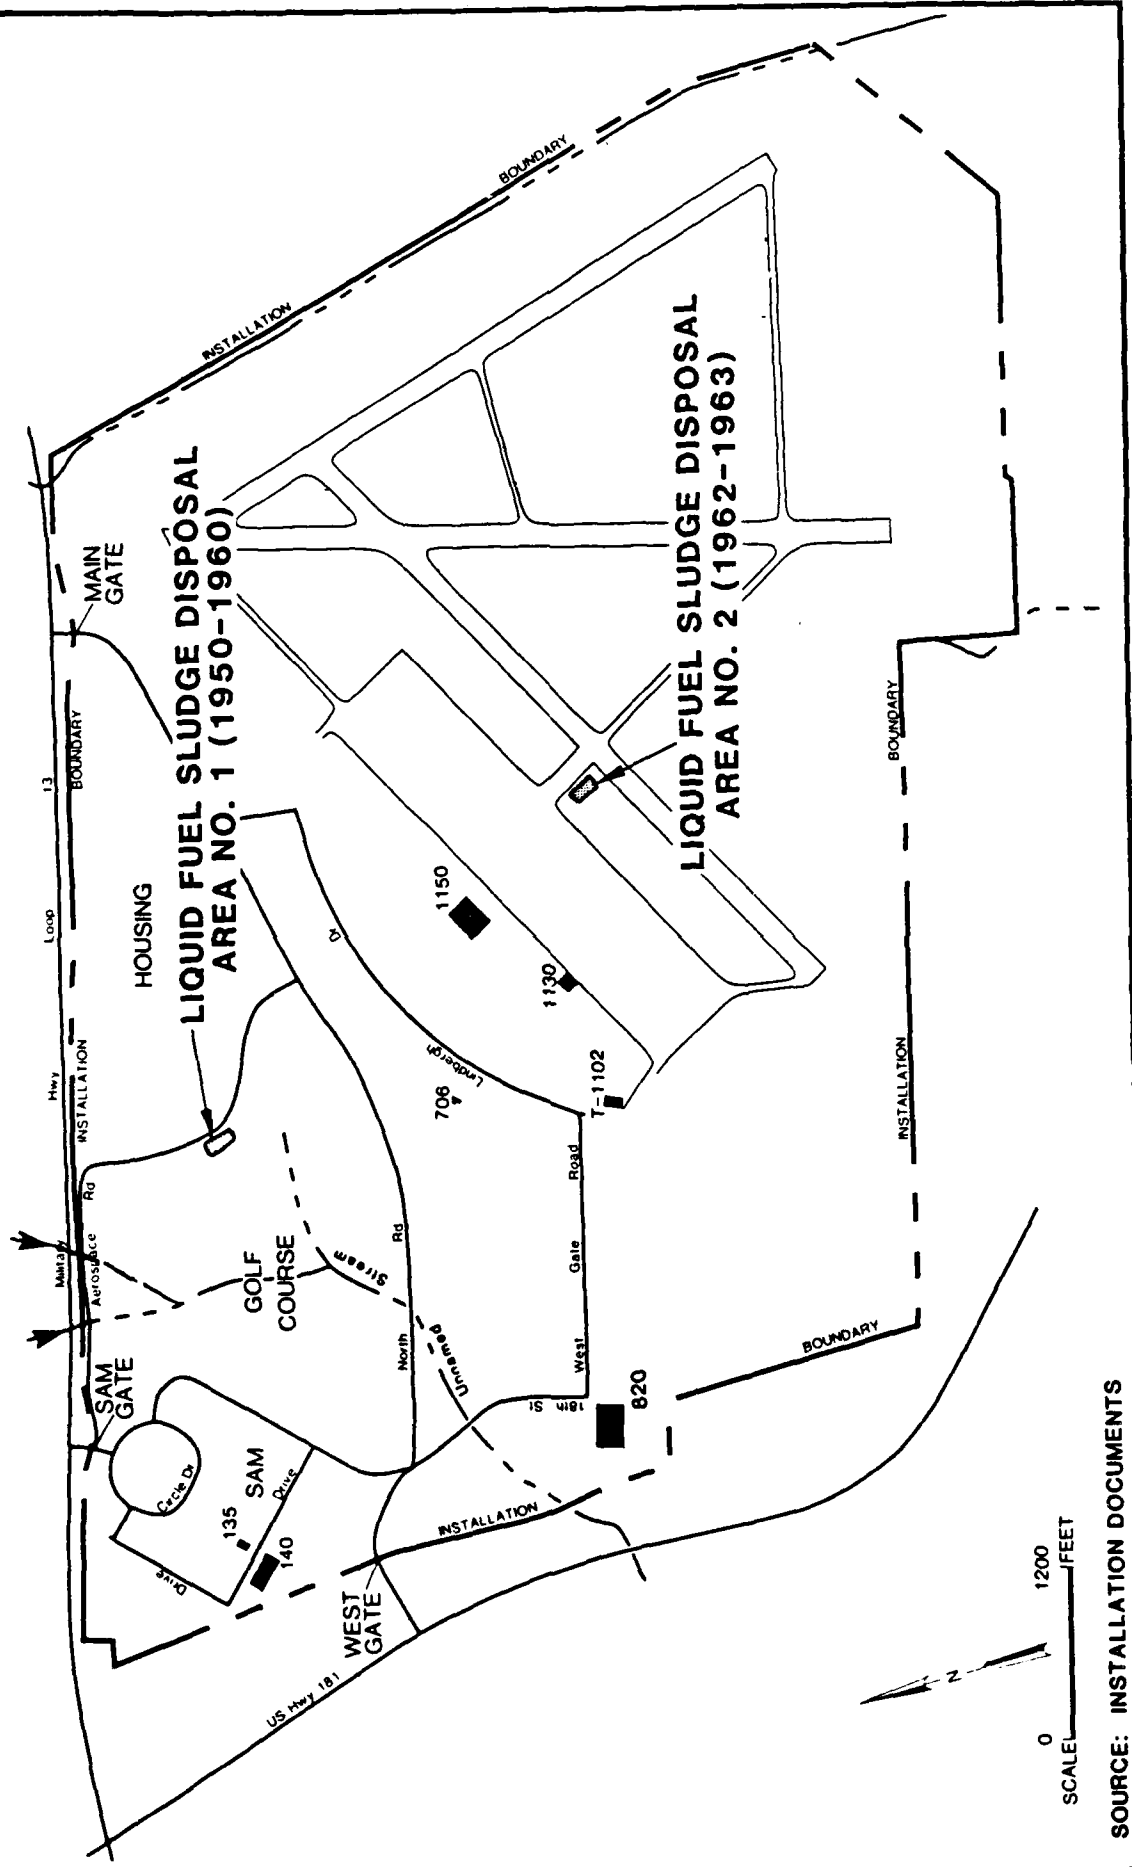 Military
Hwy
Loop
13
INSTALLATION
BOUNDARY
MAIN
GATE
SAM
GATE
Aerospace
Rd
HOUSING
LIQUID FUEL SLUDGE DISPOSAL
AREA NO. 1 (1950-1960)
INSTALLATION
BOUNDARY
Circle Dr
SAM
Drive
Drive
135
140
GOLF
COURSE
Unnamed
Stream
North
Rd
WEST
GATE
US Hwy 181
INSTALLATION
BOUNDARY
18th St
820
West
Gate
Road
Lindbergh
Dr
706
T-1102
1130
1150
LIQUID FUEL SLUDGE DISPOSAL
AREA NO. 2 (1962-1963)
INSTALLATION
BOUNDARY
N
0
1200
SCALE
FEET
SOURCE: INSTALLATION DOCUMENTS